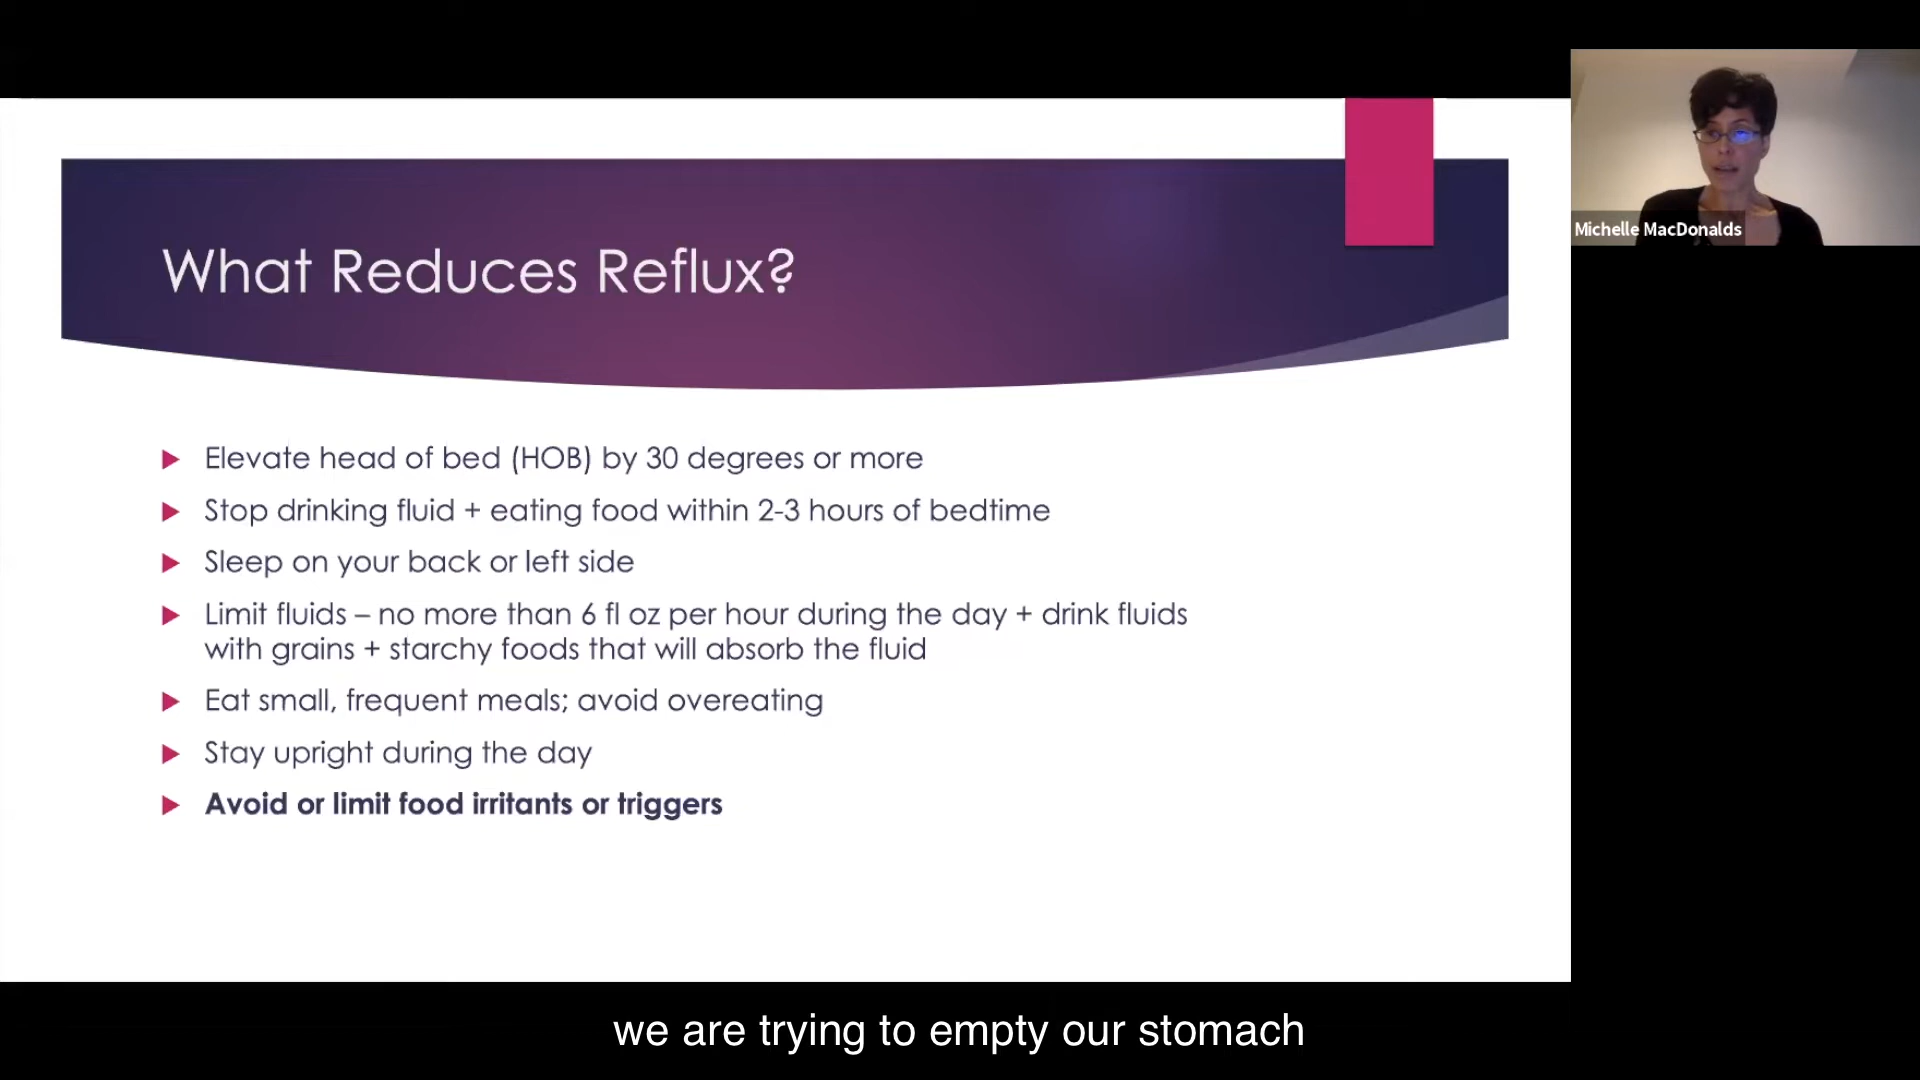 What Reduces Reflux?
Michelle MacDonalds
Elevate head of bed (HOB) by 30 degrees or more
Stop drinking fluid + eating food within 2-3 hours of bedtime
Sleep on your back or left side
Limit fluids – no more than 6 fl oz per hour during the day + drink fluids
with grains + starchy foods that will absorb the fluid
Eat small, frequent meals; avoid overeating
Stay upright during the day
Avoid or limit food irritants or triggers
we are trying to empty our stomach